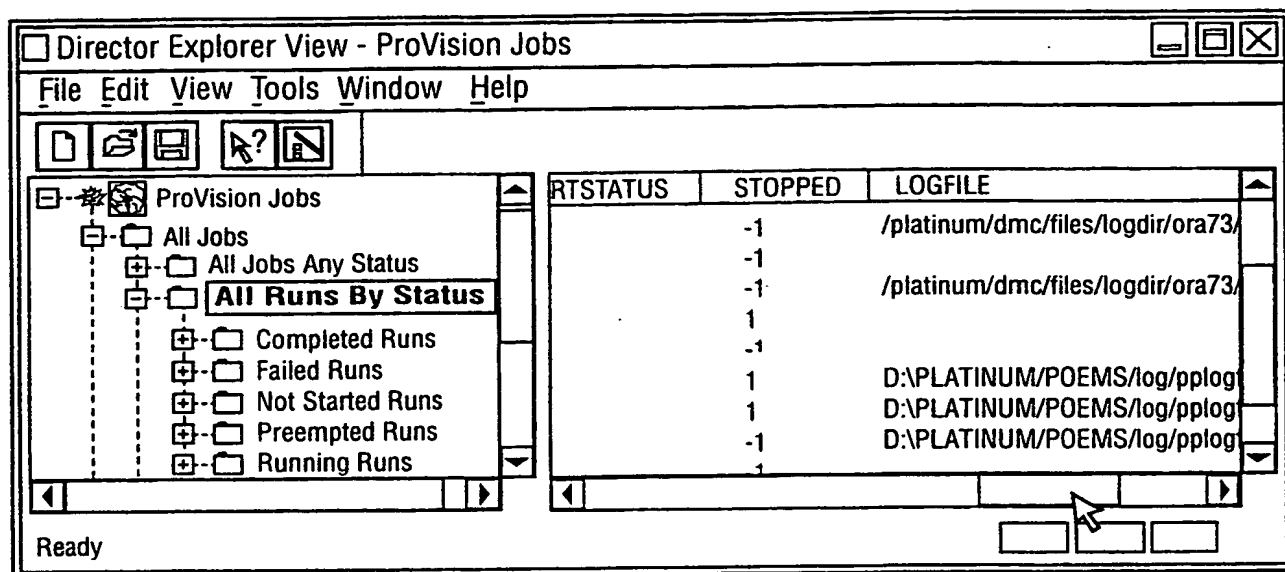 Director Explorer View - ProVision Jobs
File Edit View Tools Window Help
?
ProVision Jobs
All Jobs
All Jobs Any Status
All Runs By Status
Completed Runs
Failed Runs
Not Started Runs
Preempted Runs
Running Runs
RTSTATUS STOPPED LOGFILE
-1 /platinum/dmc/files/logdir/ora73/
-1
-1 /platinum/dmc/files/logdir/ora73/
1
-1
1 D:\PLATINUM/POEMS/log/pplog
1 D:\PLATINUM/POEMS/log/pplog
-1 D:\PLATINUM/POEMS/log/pplog
Ready